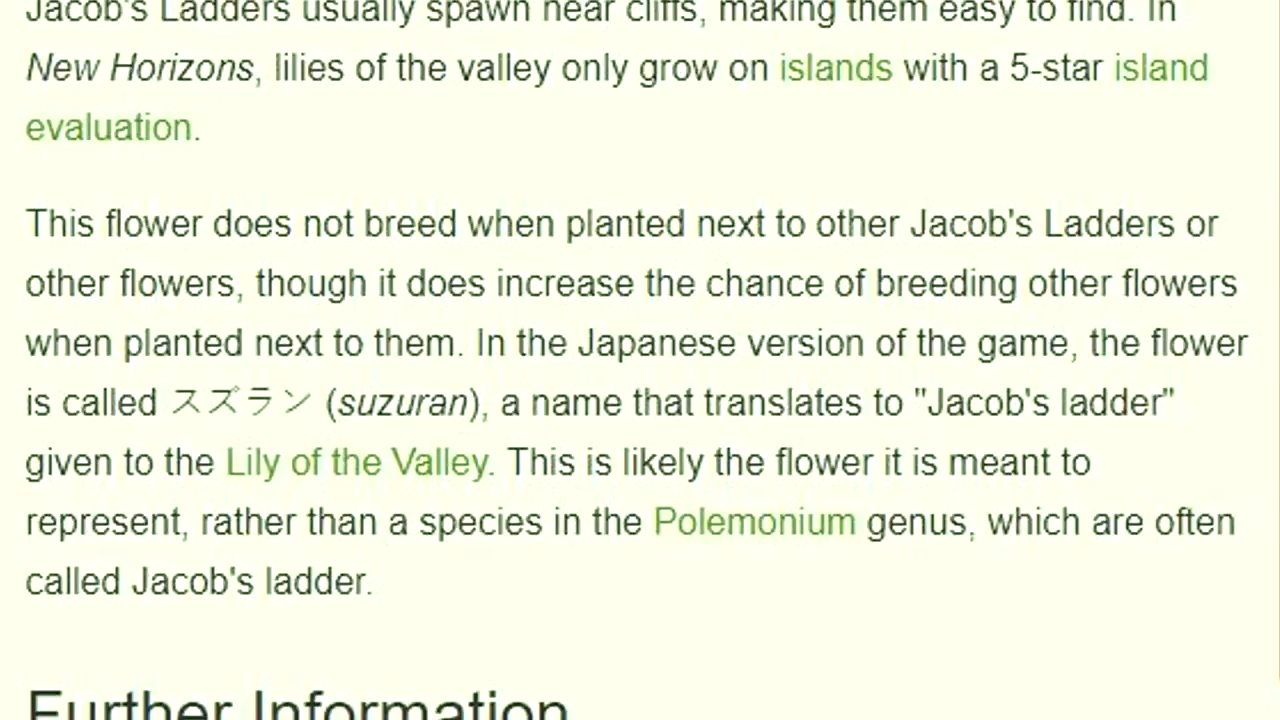 Jacob's Ladders usually spawn near cliffs, making them easy to find. In
New Horizons, lilies of the valley only grow on islands with a 5-star island
evaluation.
This flower does not breed when planted next to other Jacob's Ladders or
other flowers, though it does increase the chance of breeding other flowers
when planted next to them. In the Japanese version of the game, the flower
is called スズラン (suzuran), a name that translates to "Jacob's ladder"
given to the Lily of the Valley. This is likely the flower it is meant to
represent, rather than a species in the Polemonium genus, which are often
called Jacob's ladder.
Further Information